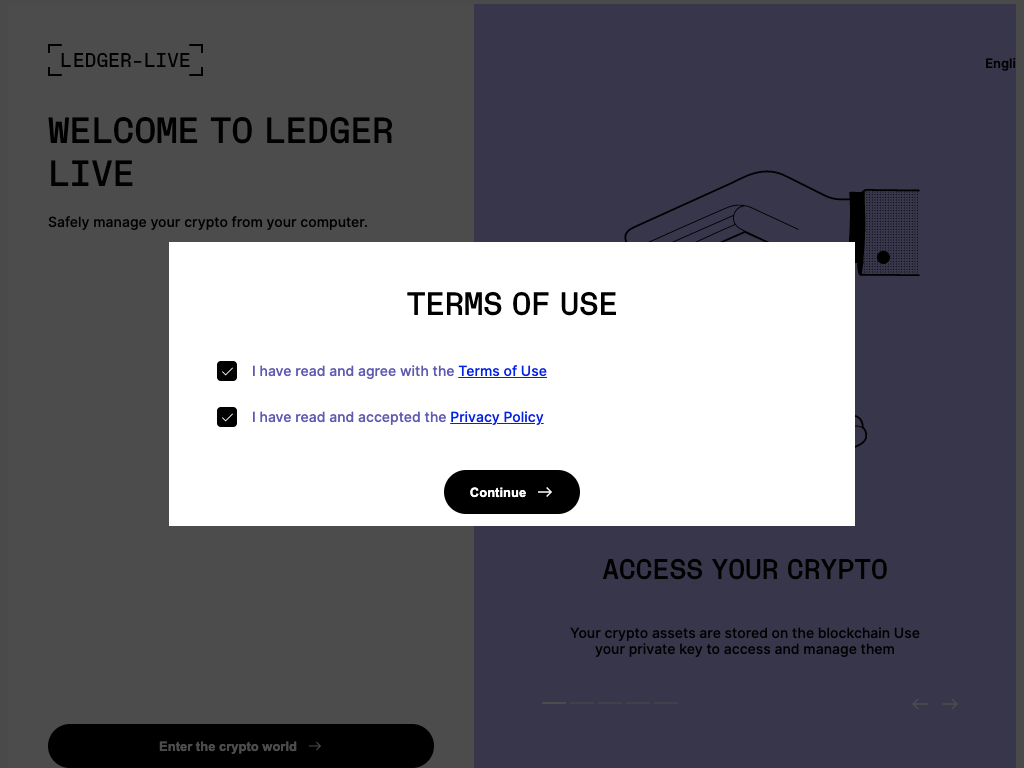 LEDGER-LIVE
Engli
WELCOME TO LEDGER
LIVE
Safely manage your crypto from your computer.
TERMS OF USE
I have read and agree with the Terms of Use
I have read and accepted the Privacy Policy
Continue
ACCESS YOUR CRYPTO
Your crypto assets are stored on the blockchain Use
your private key to access and manage them
Enter the crypto world